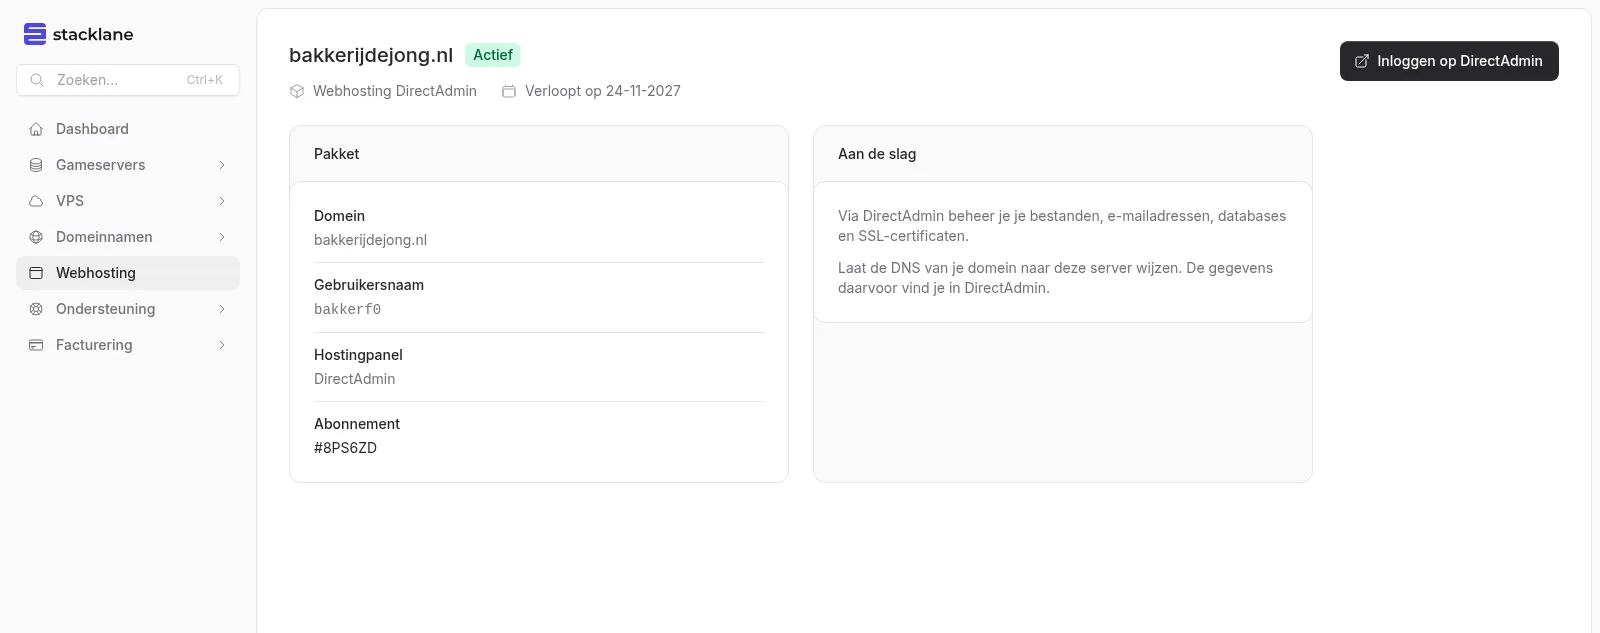 stacklane
Zoeken...
Ctrl+K
Dashboard
Gameservers
VPS
Domeinnamen
Webhosting
Ondersteuning
Facturering
bakkerijdejong.nl
Actief
Webhosting DirectAdmin
Verloopt op 24-11-2027
Inloggen op DirectAdmin
Pakket
Domein
bakkerijdejong.nl
Gebruikersnaam
bakkerf0
Hostingpanel
DirectAdmin
Abonnement
#8PS6ZD
Aan de slag
Via DirectAdmin beheer je je bestanden, e-mailadressen, databases
en SSL-certificaten.
Laat de DNS van je domein naar deze server wijzen. De gegevens
daarvoor vind je in DirectAdmin.